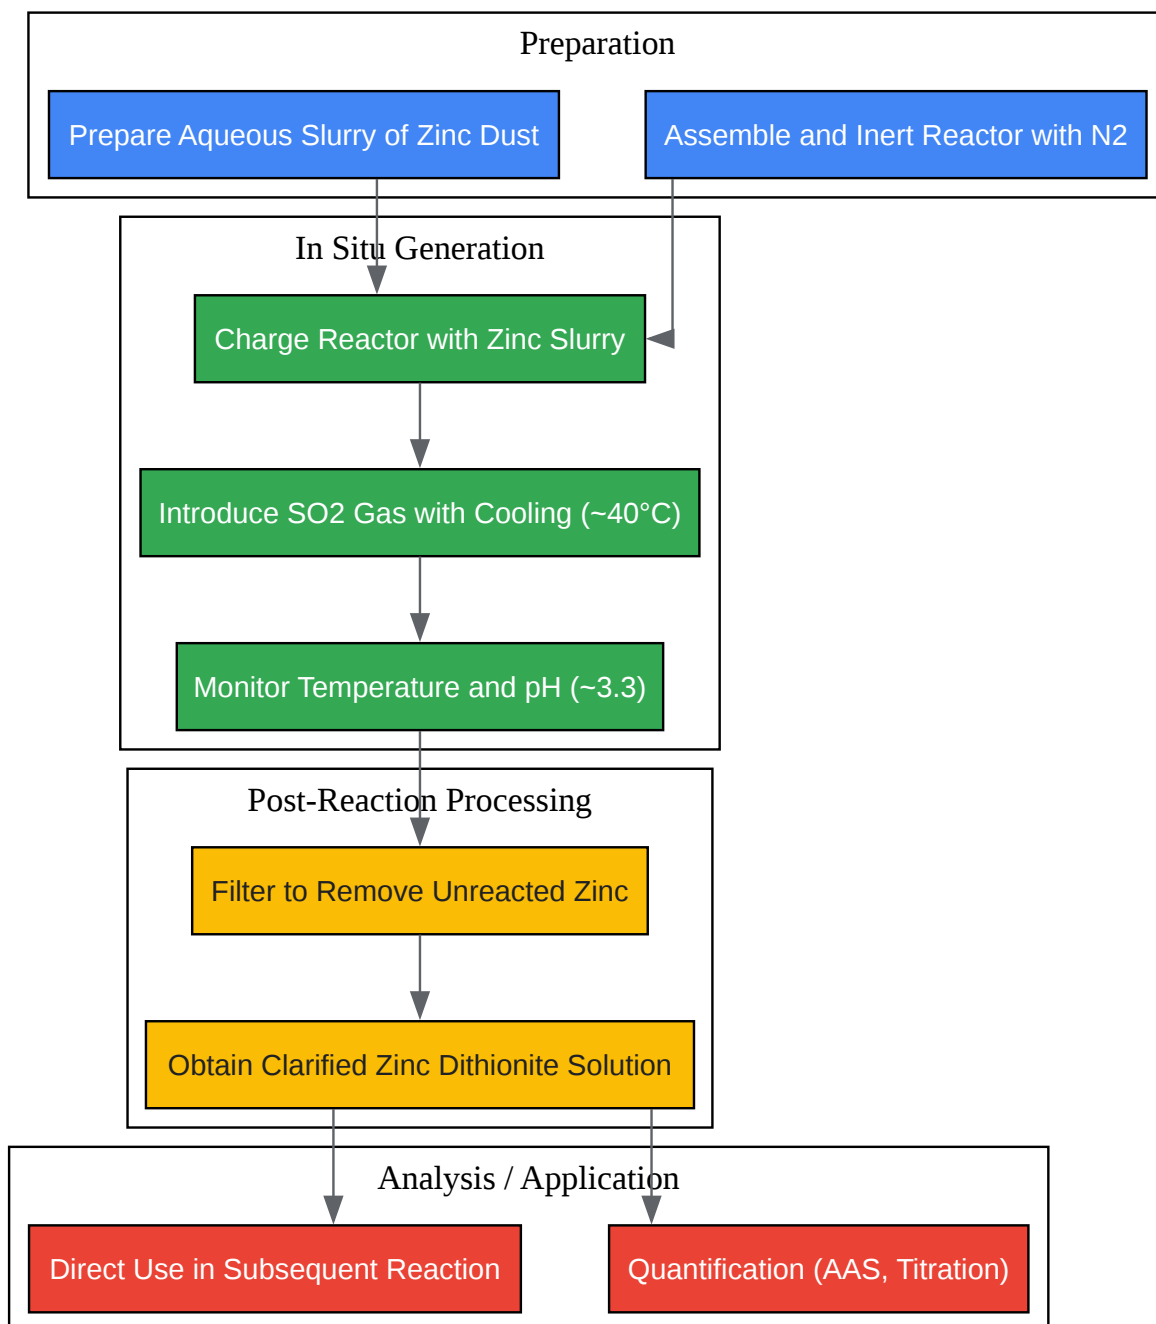 Preparation
Prepare Aqueous Slurry of Zinc Dust
Assemble and Inert Reactor with N2
In Situ Generation
Charge Reactor with Zinc Slurry
Introduce SO2 Gas with Cooling (~40°C)
Monitor Temperature and pH (~3.3)
Post-Reaction Processing
Filter to Remove Unreacted Zinc
Obtain Clarified Zinc Dithionite Solution
Analysis / Application
Direct Use in Subsequent Reaction
Quantification (AAS, Titration)